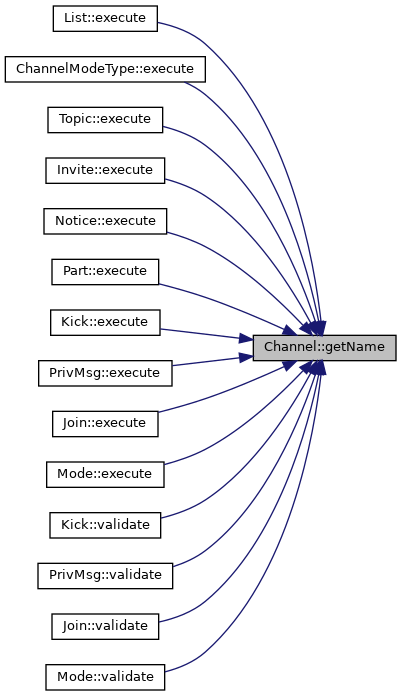 List::execute
ChannelModeType::execute
Topic::execute
Invite::execute
Notice::execute
Part::execute
Kick::execute
Channel::getName
PrivMsg::execute
Join::execute
Mode::execute
Kick::validate
PrivMsg::validate
Join::validate
Mode::validate